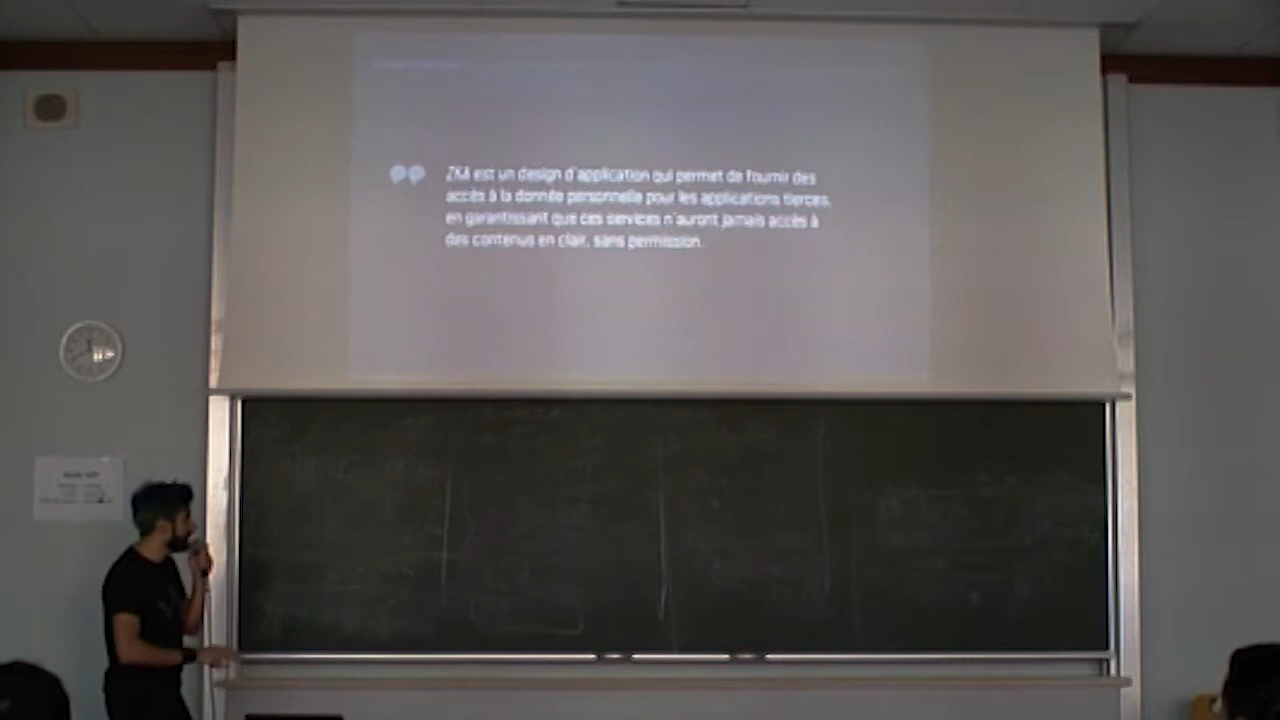 ZKA est un design d'application qui permet de fournir des
accès à la donnée personnelle pour les applications tierces,
en garantissant que ces services n'auront jamais accès à
des contenus en clair, sans permission.